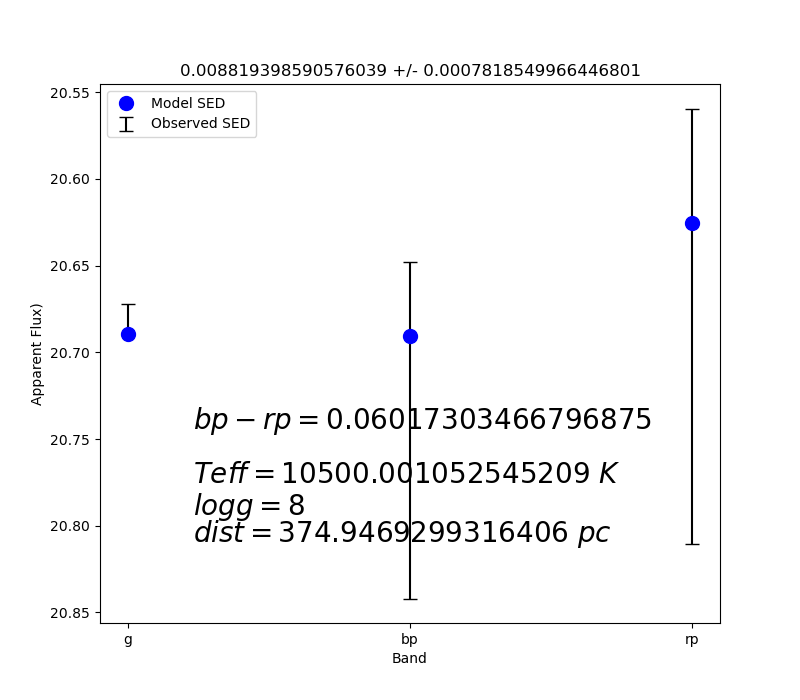 0.008819398590576039 +/- 0.0007818549966446801
Model SED
Observed SED
20.55
20.60
20.65
20.70
20.75
20.80
20.85
Apparent Flux)
bp − rp = 0.06017303466796875
Teff = 10500.001052545209 K
logg = 8
dist = 374.9469299316406 pc
g
bp
rp
Band